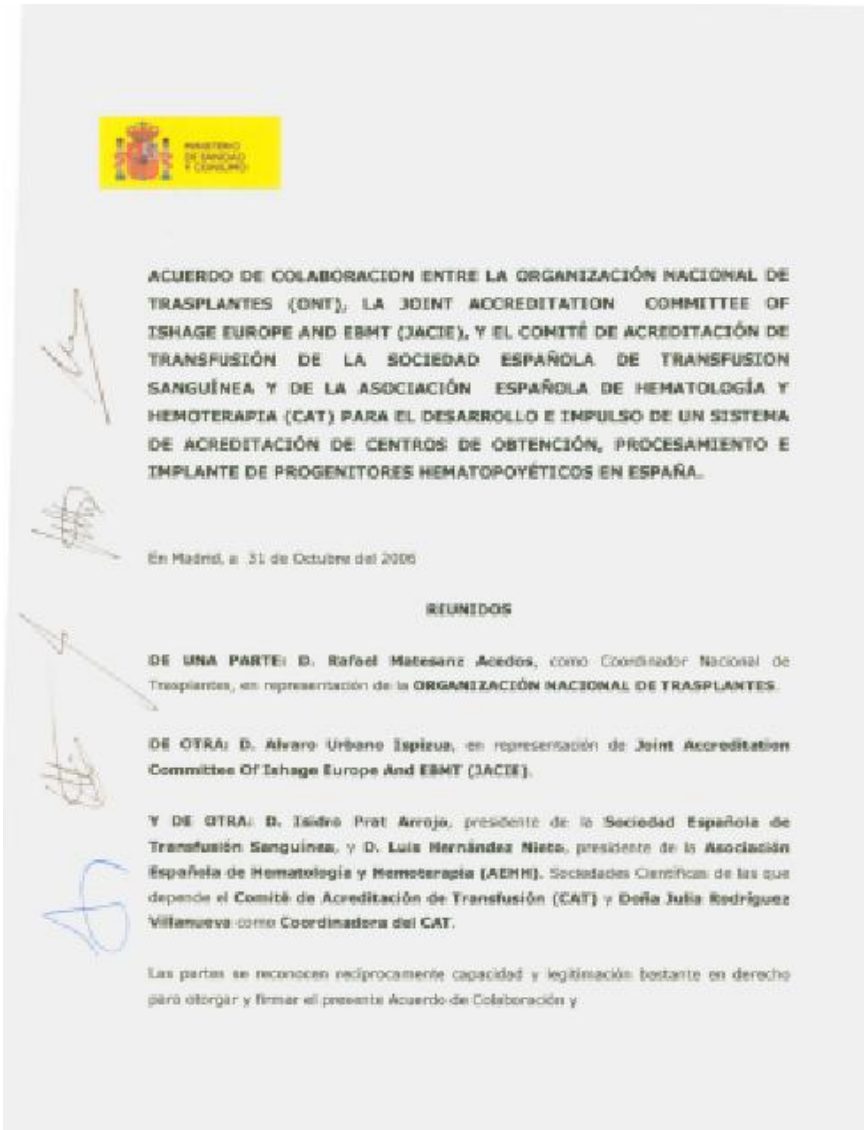 MINISTERIO
DE SANIDAD
Y CONSUMO
ACUERDO DE COLABORACION ENTRE LA ORGANIZACIÓN NACIONAL DE
TRASPLANTES (ONT), LA JOINT ACCREDITATION COMMITTEE OF
ISHAGE EUROPE AND EBMT (JACIE), Y EL COMITÉ DE ACREDITACIÓN DE
TRANSFUSIÓN DE LA SOCIEDAD ESPAÑOLA DE TRANSFUSION
SANGUÍNEA Y DE LA ASOCIACIÓN ESPAÑOLA DE HEMATOLOGÍA Y
HEMOTERAPIA (CAT) PARA EL DESARROLLO E IMPULSO DE UN SISTEMA
DE ACREDITACIÓN DE CENTROS DE OBTENCIÓN, PROCESAMIENTO E
IMPLANTE DE PROGENITORES HEMATOPOYÉTICOS EN ESPAÑA.
En Madrid, a 31 de Octubre del 2006
REUNIDOS
DE UNA PARTE: D. Rafael Matesanz Acedos, como Coordinador Nacional de
Trasplantes, en representación de la ORGANIZACIÓN NACIONAL DE TRASPLANTES.
DE OTRA: D. Alvaro Urbano Ispizua, en representación de Joint Accreditation
Committee Of Ishage Europe And EBMT (JACIE).
Y DE OTRA: D. Isidro Prat Arrojo, presidente de la Sociedad Española de
Transfusión Sanguínea, y D. Luis Hernández Nieto, presidente de la Asociación
Española de Hematología y Hemoterapia (AEHH). Sociedades Científicas de las que
depende el Comité de Acreditación de Transfusión (CAT) y Doña Julia Rodríguez
Villanueva como Coordinadora del CAT.
Las partes se reconocen recíprocamente capacidad y legitimación bastante en derecho
para otorgar y firmar el presente Acuerdo de Colaboración y